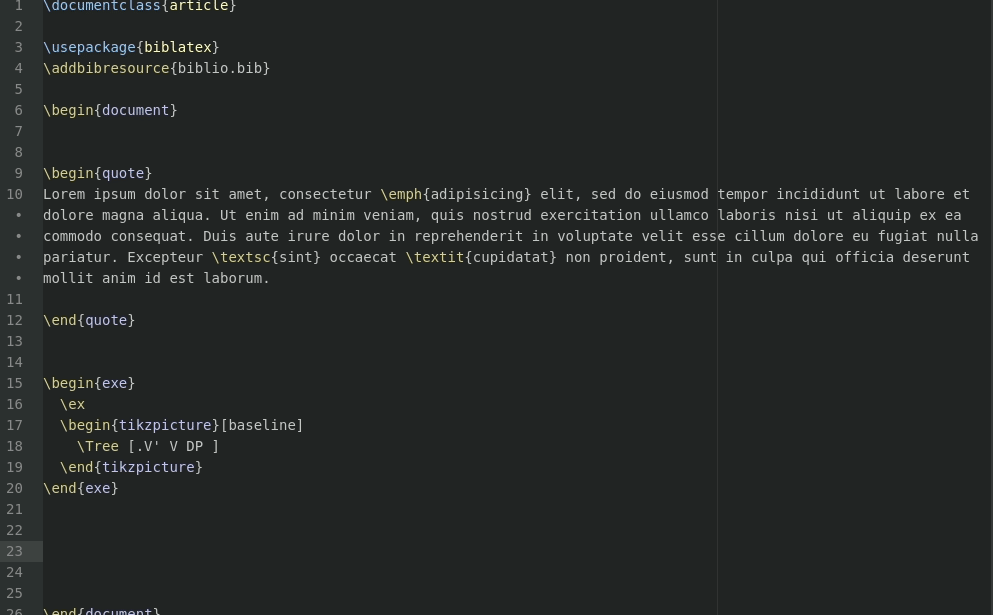 1 \documentclass{article}
2
3 \usepackage{biblatex}
4 \addbibresource{biblio.bib}
5
6 \begin{document}
7
8
9 \begin{quote}
10 Lorem ipsum dolor sit amet, consectetur \emph{adipisicing} elit, sed do eiusmod tempor incididunt ut labore et
• dolore magna aliqua. Ut enim ad minim veniam, quis nostrud exercitation ullamco laboris nisi ut aliquip ex ea
• commodo consequat. Duis aute irure dolor in reprehenderit in voluptate velit esse cillum dolore eu fugiat nulla
• pariatur. Excepteur \textsc{sint} occaecat \textit{cupidatat} non proident, sunt in culpa qui officia deserunt
• mollit anim id est laborum.
11
12 \end{quote}
13
14
15 \begin{exe}
16   \ex
17   \begin{tikzpicture}[baseline]
18     \Tree [.V' V DP ]
19   \end{tikzpicture}
20 \end{exe}
21
22
23
24
25
26 \end{document}